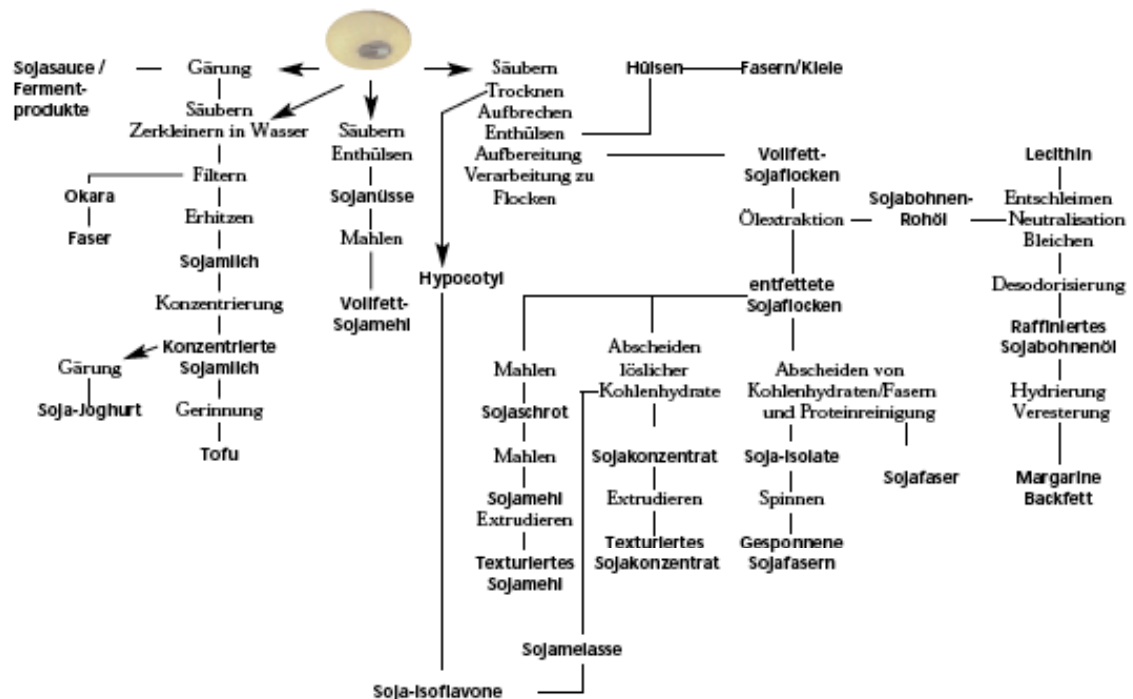 Sojasauce /
Ferment-
produkte
Gärung
Säubern
Zerkleinern in Wasser
Filtern
Okara
Faser
Erhitzen
Sojamilch
Konzentrierung
Konzentrierte
Sojamilch
Gärung
Soja-Joghurt
Gerinnung
Tofu
Säubern
Enthülsen
Sojanüsse
Mahlen
Vollfett-
Sojamehl
Säubern
Trocknen
Aufbrechen
Enthülsen
Aufbereitung
Verarbeitung zu
Flocken
Hülsen
Fasern/Kleie
Hypocotyl
Vollfett-
Sojaflocken
Ölextraktion
Sojabohnen-
Rohöl
Lecithin
Entschleimen
Neutralisation
Bleichen
Desodorisierung
Raffiniertes
Sojabohnenöl
Hydrierung
Veresterung
Margarine
Backfett
entfettete
Sojaflocken
Mahlen
Sojaschrot
Mahlen
Sojamehl
Extrudieren
Texturiertes
Sojamehl
Abscheiden
löslicher
Kohlenhydrate
Sojakonzentrat
Extrudieren
Texturiertes
Sojakonzentrat
Abscheiden von
Kohlenhydraten/Fasern
und Proteinreinigung
Soja-Isolate
Spinnen
Gesponnene
Sojafasern
Sojafaser
Sojamelasse
Soja-Isoflavone